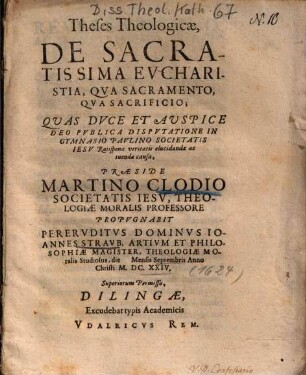 Diss Theol. Kath. 67
N. 10
Theses Theologicæ,
DE SACRA-
TISSIMA EVCHARI-
STIA, QVA SACRAMENTO,
QVA SACRIFICIO;
QUAS DVCE ET AVSPICE
DEO PVBLICA DISPVTATIONE IN
GYMNASIO PAVLINO SOCIETATIS
IESV Ratisponæ veritatis elucidandæ ac
tuendæ causa,
PRÆSIDE
MARTINO CLODIO
SOCIETATIS IESV, THEO-
LOGIÆ MORALIS PROFESSORE
PROPVGNABIT
PERERVDITVS DOMINVS IO-
ANNES STRAVB, ARTIVM ET PHILO-
SOPHIÆ MAGISTER, THEOLOGIÆ MO-
ralis Studiosus, die Mensis Septembris Anno
Christi M. DC. XXIV.
(1624)
Superiorum Permissu,
DILINGÆ,
Excudebat typis Academicis
VDALRICVS REM.